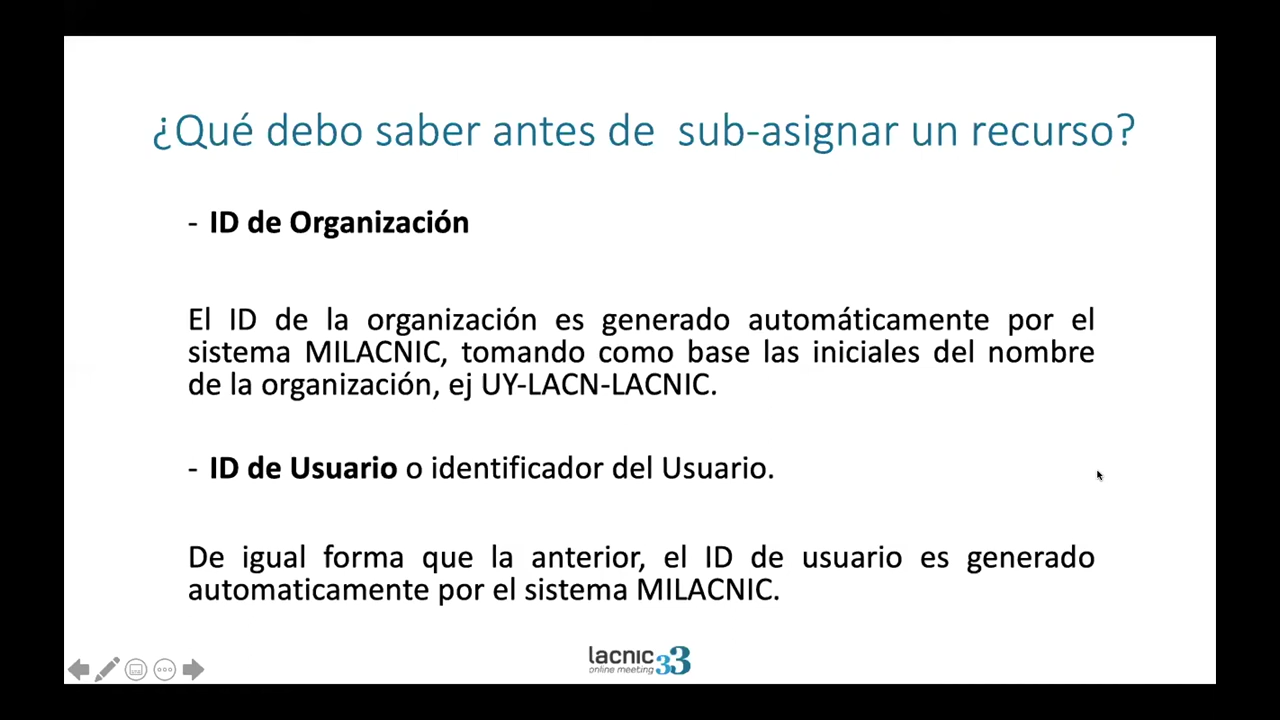 ¿Qué debo saber antes de sub-asignar un recurso?
- ID de Organización
El ID de la organización es generado automáticamente por el
sistema MILACNIC, tomando como base las iniciales del nombre
de la organización, ej UY-LACN-LACNIC.
- ID de Usuario o identificador del Usuario.
De igual forma que la anterior, el ID de usuario es generado
automaticamente por el sistema MILACNIC.
lacnic 33
online meeting